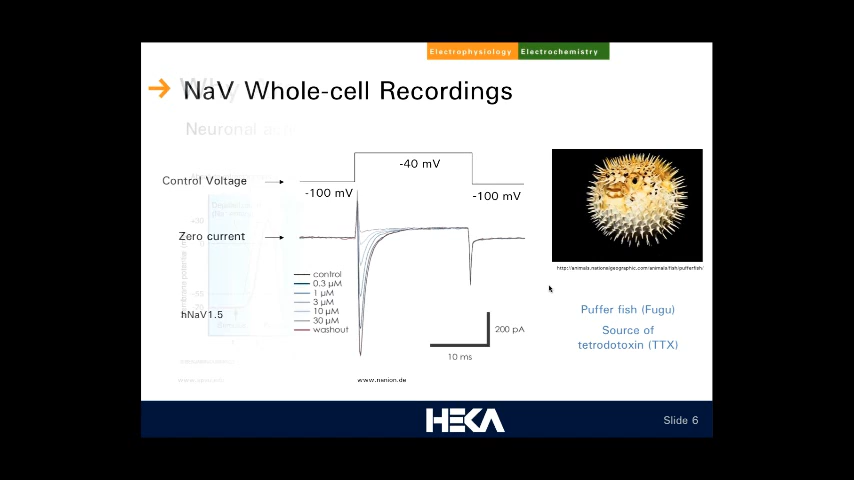 Electrophysiology Electrochemistry
NaV Whole-cell Recordings
Neuronal
-40 mV
Control Voltage
-100 mV
-100 mV
Zero current
http://animals.nationalgeographic.com/animals/fish/pufferfish/
control
0.3 µM
1 µM
3 µM
10 µM
30 µM
washout
hNaV1.5
Puffer fish (Fugu)
Source of
tetrodotoxin (TTX)
200 pA
10 ms
www.nanion.de
HEKA
Slide 6